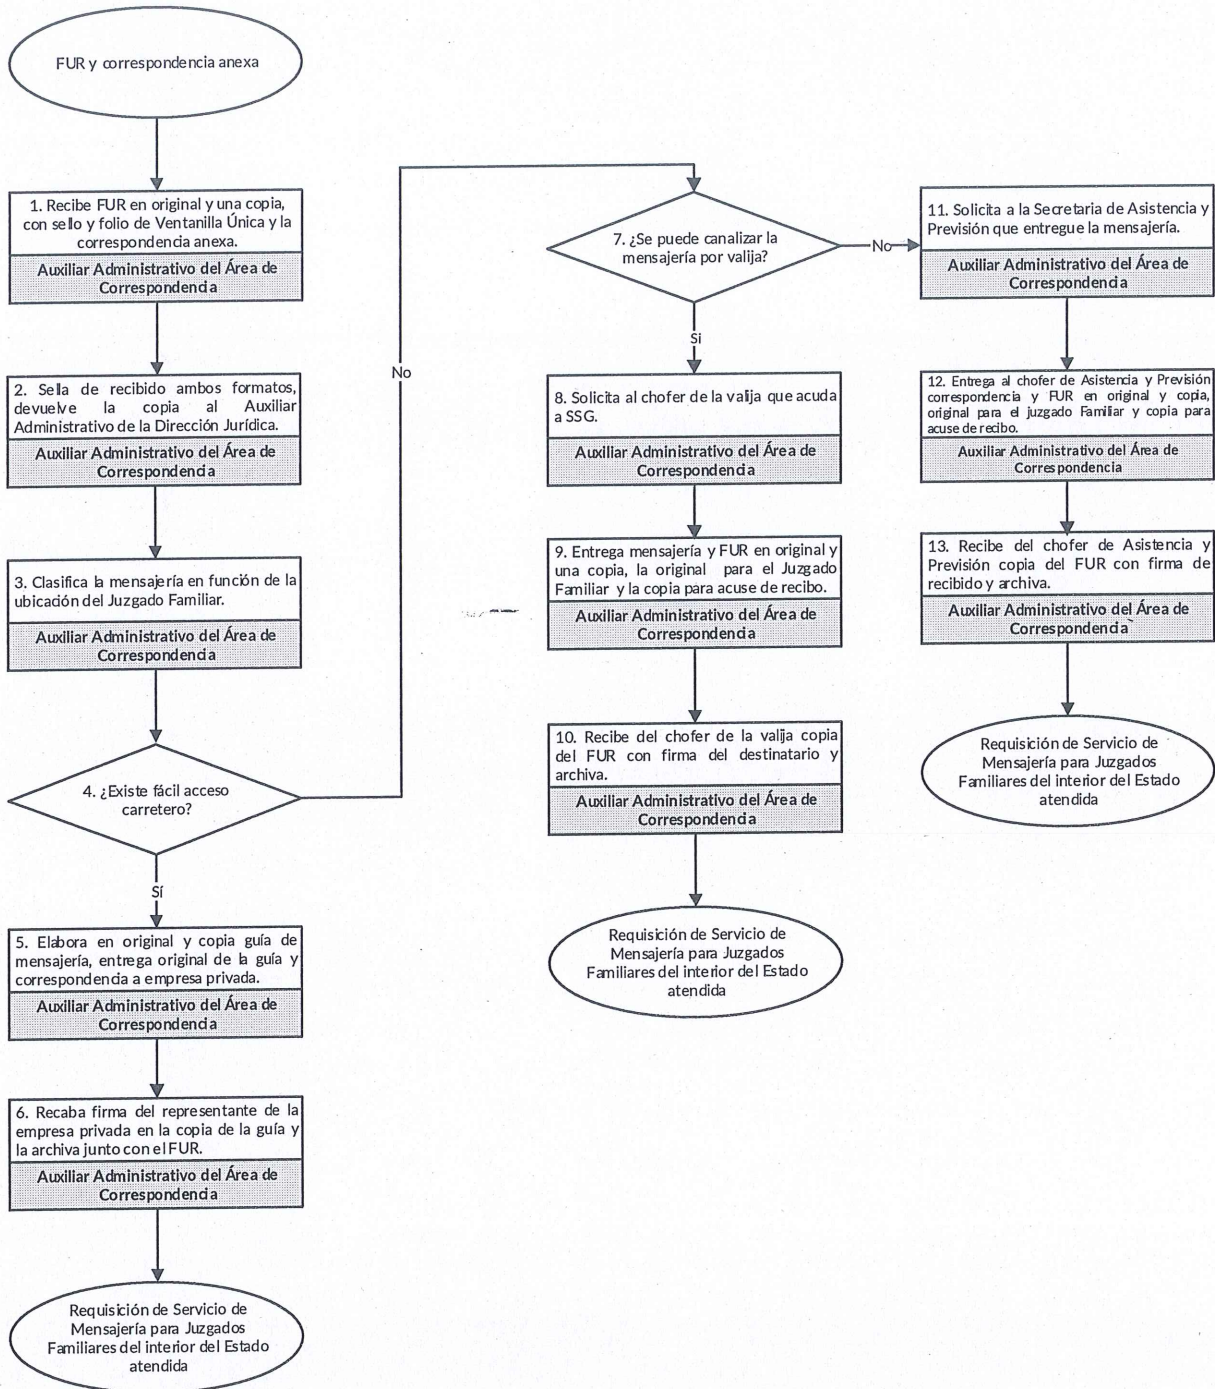 FUR y correspondencia anexa
1. Recibe FUR en original y una copia,
con sello y folio de Ventanilla Única y la
correspondencia anexa.
Auxiliar Administrativo del Área de
Correspondencia
2. Sella de recibido ambos formatos,
devuelve la copia al Auxiliar
Administrativo de la Dirección Jurídica.
Auxiliar Administrativo del Área de
Correspondencia
3. Clasifica la mensajería en función de la
ubicación del Juzgado Familiar.
Auxiliar Administrativo del Área de
Correspondencia
4. ¿Existe fácil acceso
carretero?
No
Sí
5. Elabora en original y copia guía de
mensajería, entrega original de la guía y
correspondencia a empresa privada.
Auxiliar Administrativo del Área de
Correspondencia
6. Recaba firma del representante de la
empresa privada en la copia de la guía y
la archiva junto con el FUR.
Auxiliar Administrativo del Área de
Correspondencia
Requisición de Servicio de
Mensajería para Juzgados
Familiares del interior del Estado
atendida
7. ¿Se puede canalizar la
mensajería por valija?
No
Si
8. Solicita al chofer de la valija que acuda
a SSG.
Auxiliar Administrativo del Área de
Correspondencia
9. Entrega mensajería y FUR en original y
una copia, la original para el Juzgado
Familiar y la copia para acuse de recibo.
Auxiliar Administrativo del Área de
Correspondencia
10. Recibe del chofer de la valija copia
del FUR con firma del destinatario y
archiva.
Auxiliar Administrativo del Área de
Correspondencia
Requisición de Servicio de
Mensajería para Juzgados
Familiares del interior del Estado
atendida
11. Solicita a la Secretaria de Asistencia y
Previsión que entregue la mensajería.
Auxiliar Administrativo del Área de
Correspondencia
12. Entrega al chofer de Asistencia y Previsión
correspondencia y FUR en original y copia,
original para el juzgado Familiar y copia para
acuse de recibo.
Auxiliar Administrativo del Área de
Correspondencia
13. Recibe del chofer de Asistencia y
Previsión copia del FUR con firma de
recibido y archiva.
Auxiliar Administrativo del Área de
Correspondencia
Requisición de Servicio de
Mensajería para Juzgados
Familiares del interior del Estado
atendida